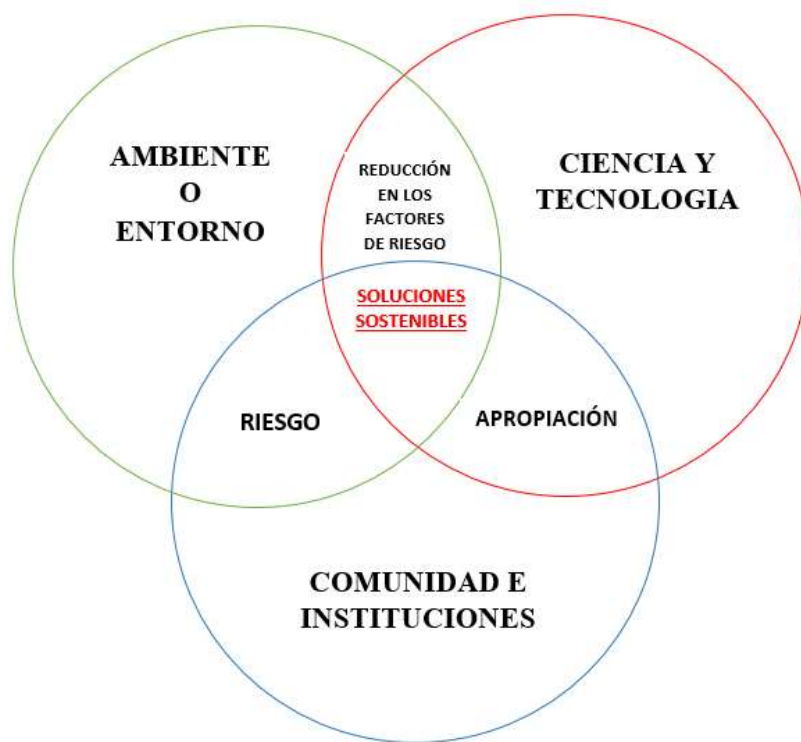 AMBIENTE
O
ENTORNO
REDUCCIÓN
EN LOS
FACTORES
DE RIESGO
CIENCIA Y
TECNOLOGIA
SOLUCIONES
SOSTENIBLES
RIESGO
APROPIACIÓN
COMUNIDAD E
INSTITUCIONES